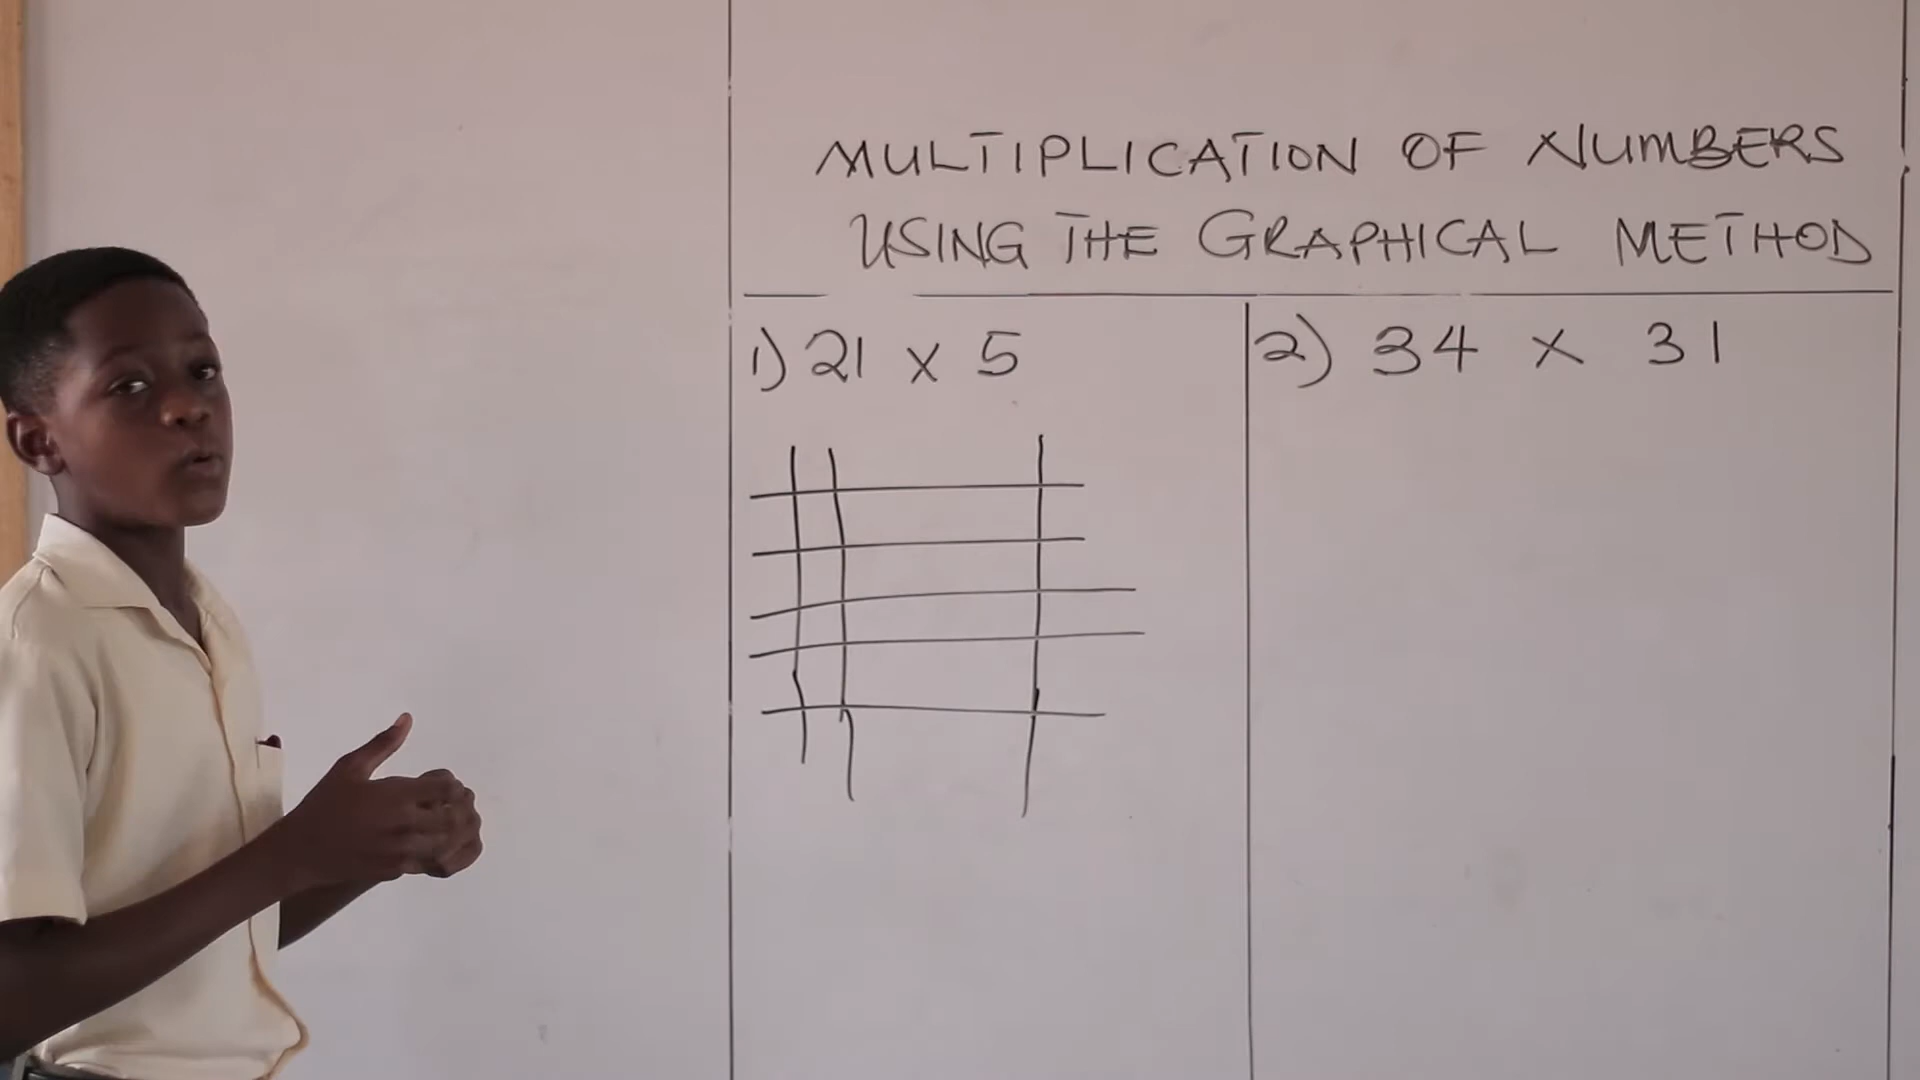 MULTIPLICATION OF NUMBERS
USING THE GRAPHICAL METHOD
1) 21 x 5
2) 34 x 31